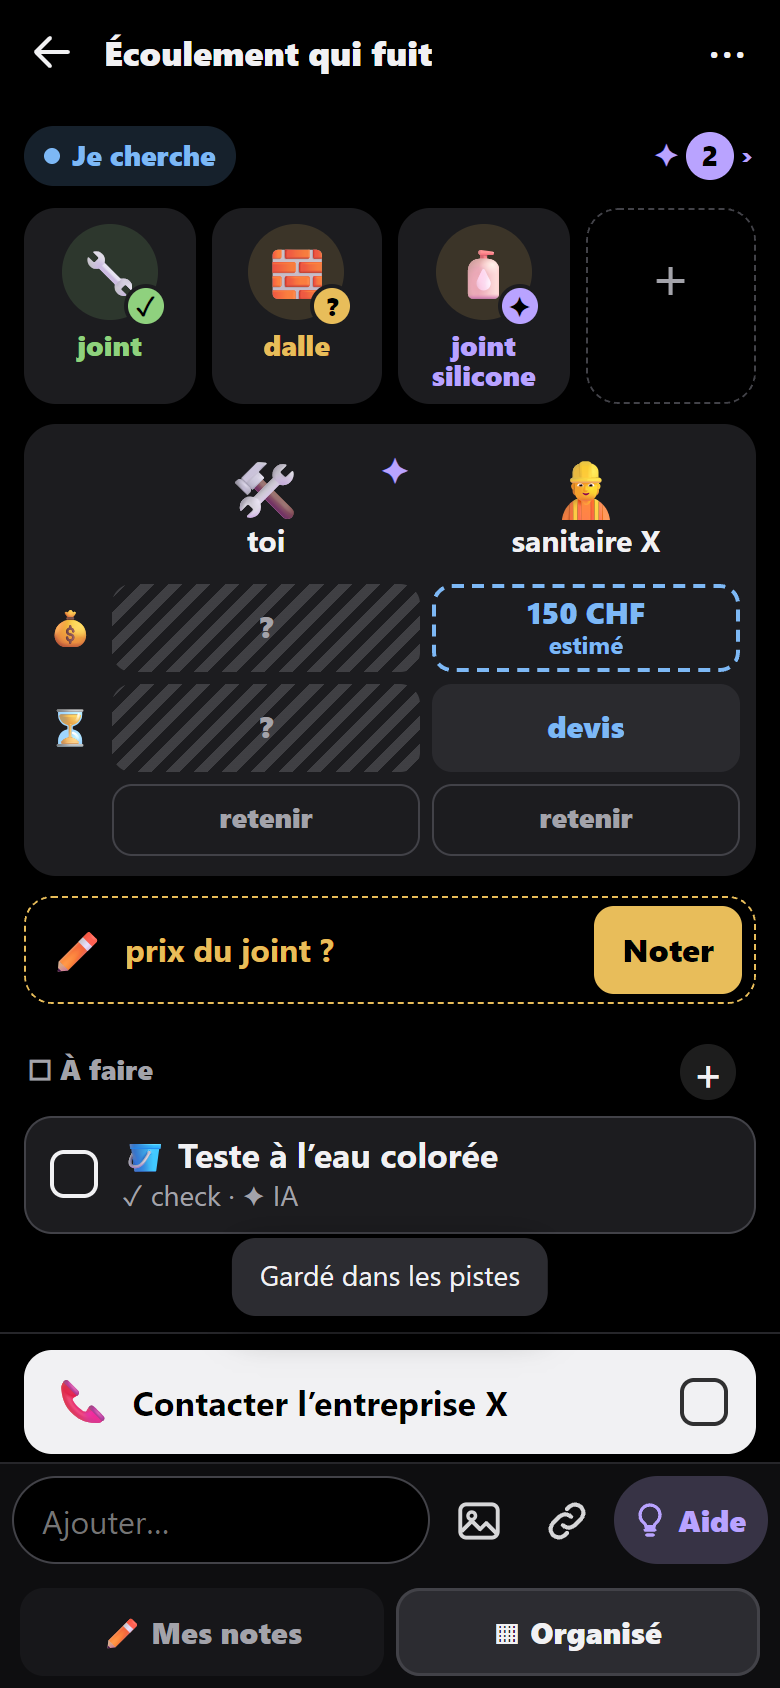 Écoulement qui fuit
Je cherche
2
joint
dalle
?
joint
silicone
+
toi
sanitaire X
?
150 CHF
estimé
?
devis
retenir
retenir
prix du joint ?
Noter
À faire
+
Teste à l’eau colorée
✓ check · ✦ IA
Gardé dans les pistes
Contacter l’entreprise X
Ajouter...
Aide
Mes notes
Organisé